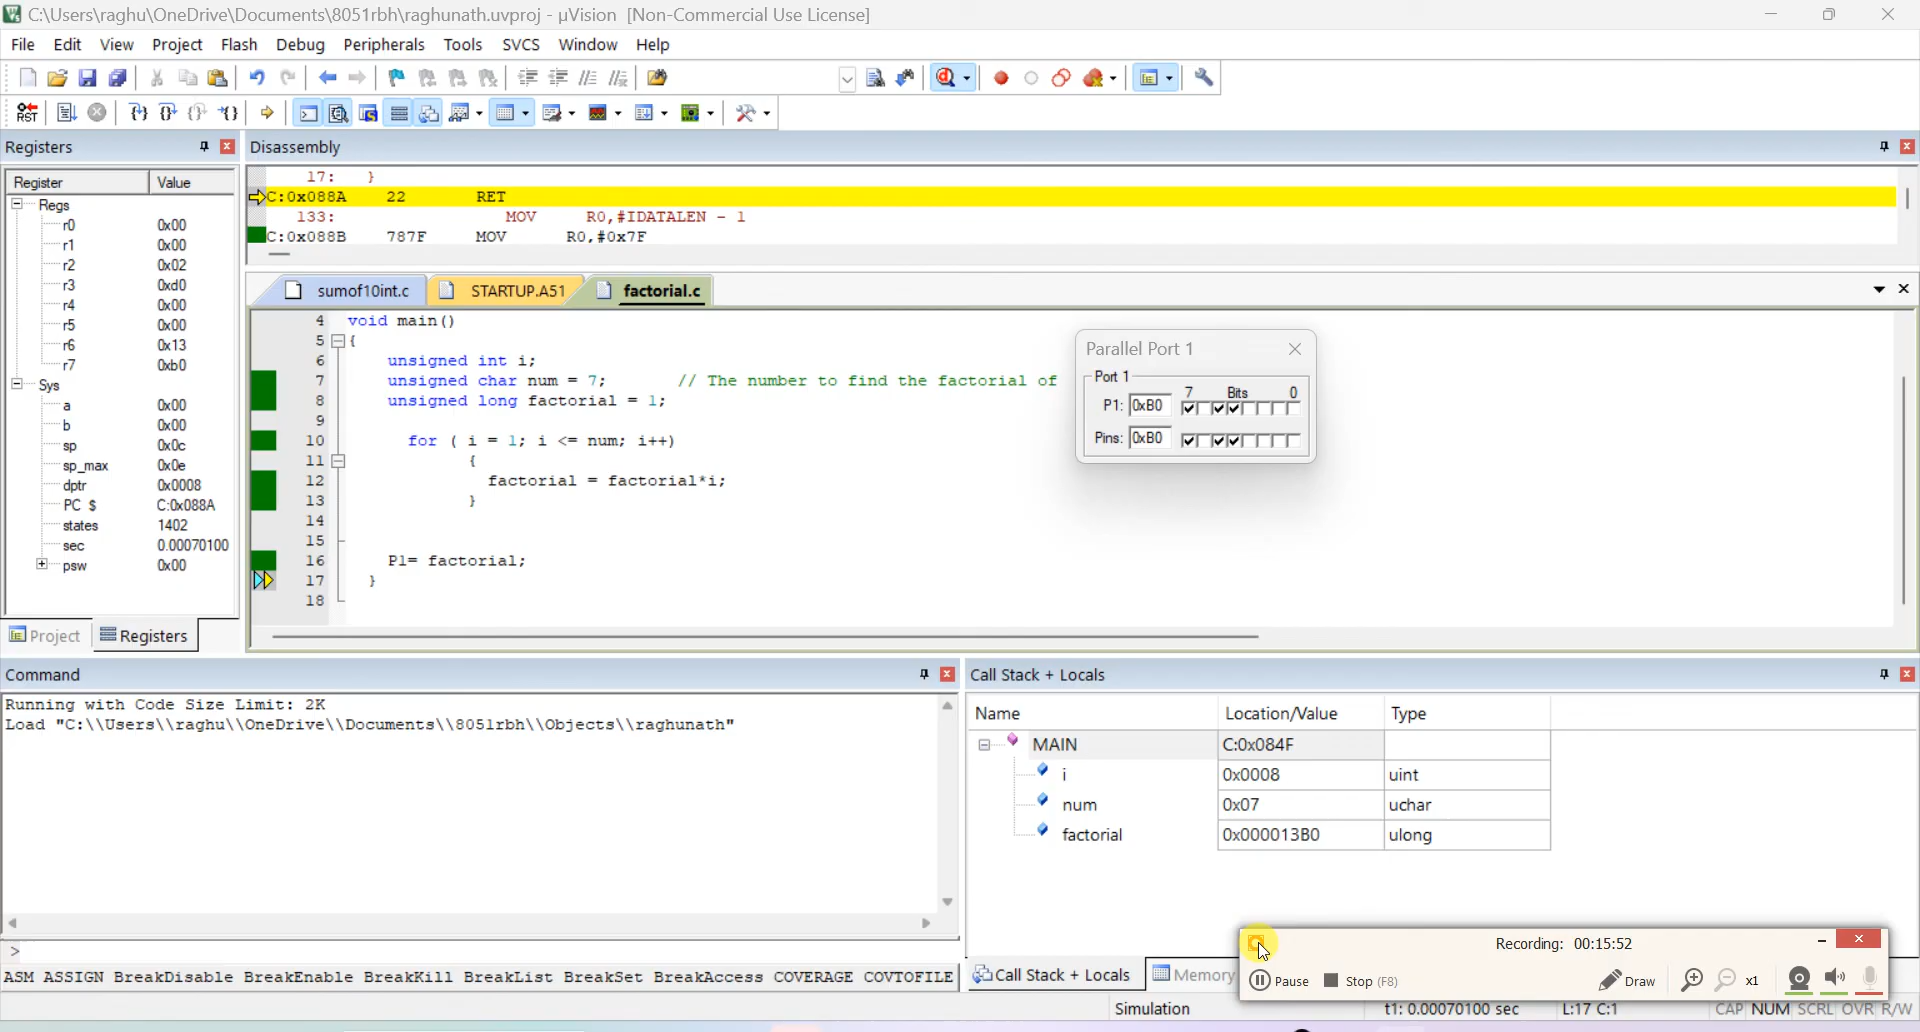 C:\Users\raghu\OneDrive\Documents\8051rbh\raghunath.uvproj - µVision [Non-Commercial Use License]
File Edit View Project Flash Debug Peripherals Tools SVCS Window Help
Registers
Register Value
Regs
r0 0x00
r1 0x00
r2 0x02
r3 0xd0
r4 0x00
r5 0x00
r6 0x13
r7 0xb0
Sys
a 0x00
b 0x00
sp 0x0c
sp_max 0x0e
dptr 0x0008
PC $ C:0x088A
states 1402
sec 0.00070100
psw 0x00
Project Registers
Disassembly
17: }
C:0x088A 22 RET
133: MOV R0,#IDATALEN - 1
C:0x088B 787F MOV R0,#0x7F
sumof10int.c STARTUP.A51 factorial.c
4 void main()
5 {
6 unsigned int i;
7 unsigned char num = 7; // The number to find the factorial of
8 unsigned long factorial = 1;
9
10 for ( i = 1; i <= num; i++)
11 {
12 factorial = factorial*i;
13 }
14
15
16 P1= factorial;
17 }
18
Parallel Port 1
Port 1
7 Bits 0
P1: 0xB0
Pins: 0xB0
Command
Running with Code Size Limit: 2K
Load "C:\\Users\\raghu\\OneDrive\\Documents\\8051rbh\\Objects\\raghunath"
>
ASM ASSIGN BreakDisable BreakEnable BreakKill BreakList BreakSet BreakAccess COVERAGE COVTOFILE
Call Stack + Locals
Name Location/Value Type
MAIN C:0x084F
i 0x0008 uint
num 0x07 uchar
factorial 0x000013B0 ulong
Call Stack + Locals Memory
Recording: 00:15:52
Pause Stop (F8) Draw x1
Simulation t1: 0.00070100 sec L:17 C:1 CAP NUM SCRL OVR R/W